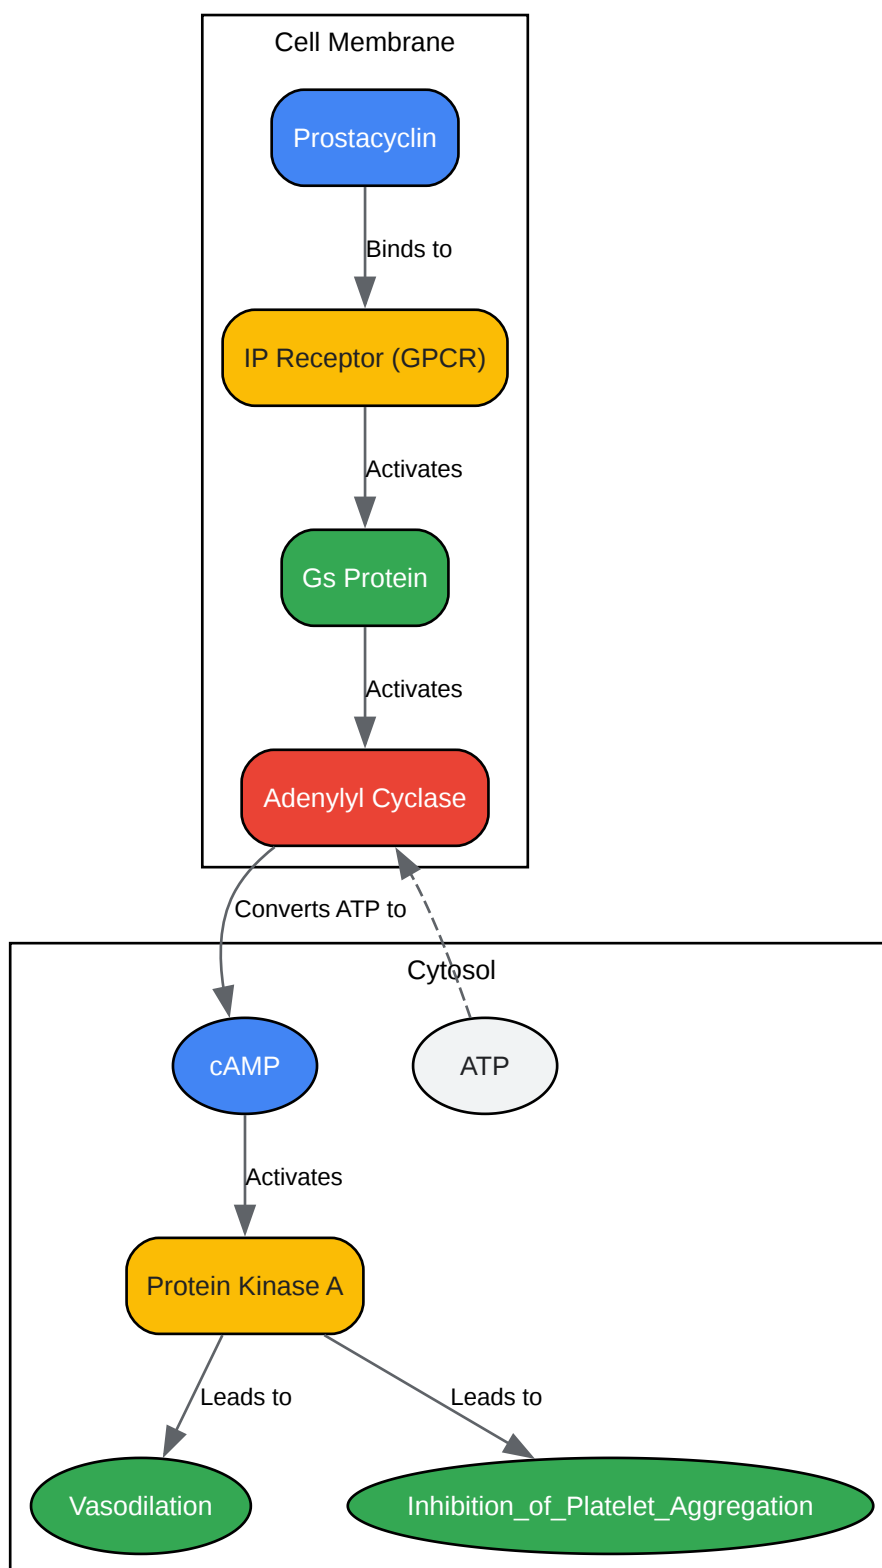 Cell Membrane
Prostacyclin
Binds to
IP Receptor (GPCR)
Activates
Gs Protein
Activates
Adenylyl Cyclase
Converts ATP to
Cytosol
cAMP
ATP
Activates
Protein Kinase A
Leads to
Leads to
Vasodilation
Inhibition_of_Platelet_Aggregation